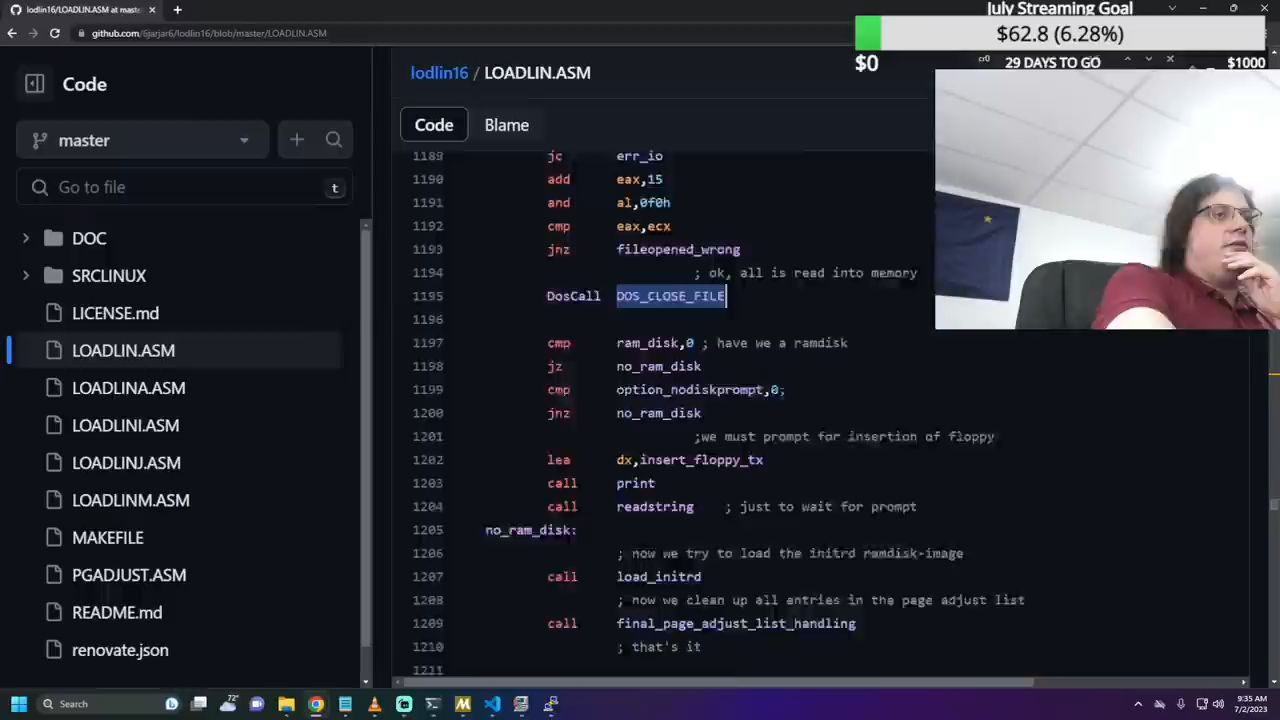 lodlin16/LOADLIN.ASM at maste
github.com/6jarjar6/lodlin16/blob/master/LOADLIN.ASM
July Streaming Goal
$62.8 (6.28%)
$0
cr0
29 DAYS TO GO
$1000
Code
master
Go to file
t
DOC
SRCLINUX
LICENSE.md
LOADLIN.ASM
LOADLINA.ASM
LOADLINI.ASM
LOADLINJ.ASM
LOADLINM.ASM
MAKEFILE
PGADJUST.ASM
README.md
renovate.json
lodlin16 / LOADLIN.ASM
Code Blame
1189 jc err_io
1190 add eax,15
1191 and al,0f0h
1192 cmp eax,ecx
1193 jnz fileopened_wrong
1194 ; ok, all is read into memory
1195 DosCall DOS_CLOSE_FILE
1196
1197 cmp ram_disk,0 ; have we a ramdisk
1198 jz no_ram_disk
1199 cmp option_nodiskprompt,0;
1200 jnz no_ram_disk
1201 ;we must prompt for insertion of floppy
1202 lea dx,insert_floppy_tx
1203 call print
1204 call readstring ; just to wait for prompt
1205 no_ram_disk:
1206 ; now we try to load the initrd ramdisk-image
1207 call load_initrd
1208 ; now we clean up all entries in the page adjust list
1209 call final_page_adjust_list_handling
1210 ; that's it
1211
Search
72°
9:35 AM
7/2/2023